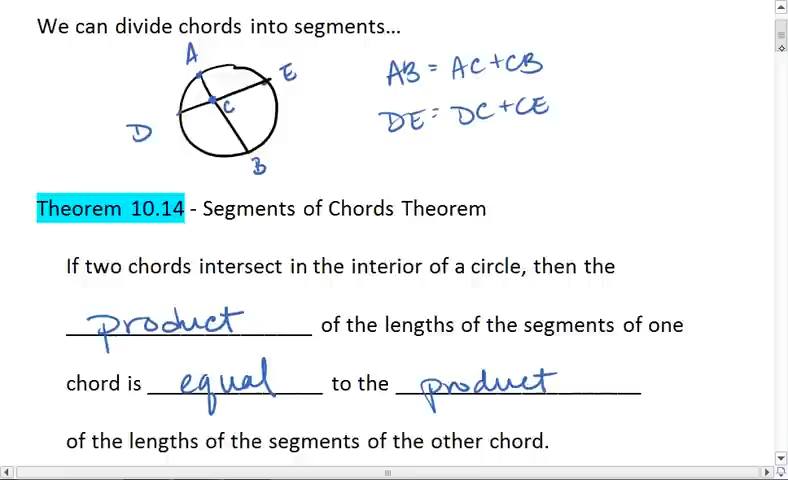 We can divide chords into segments...
A
E
AB = AC+CB
C
D
DE = DC + CE
B
Theorem 10.14 - Segments of Chords Theorem
If two chords intersect in the interior of a circle, then the
product of the lengths of the segments of one
chord is equal to the product
of the lengths of the segments of the other chord.